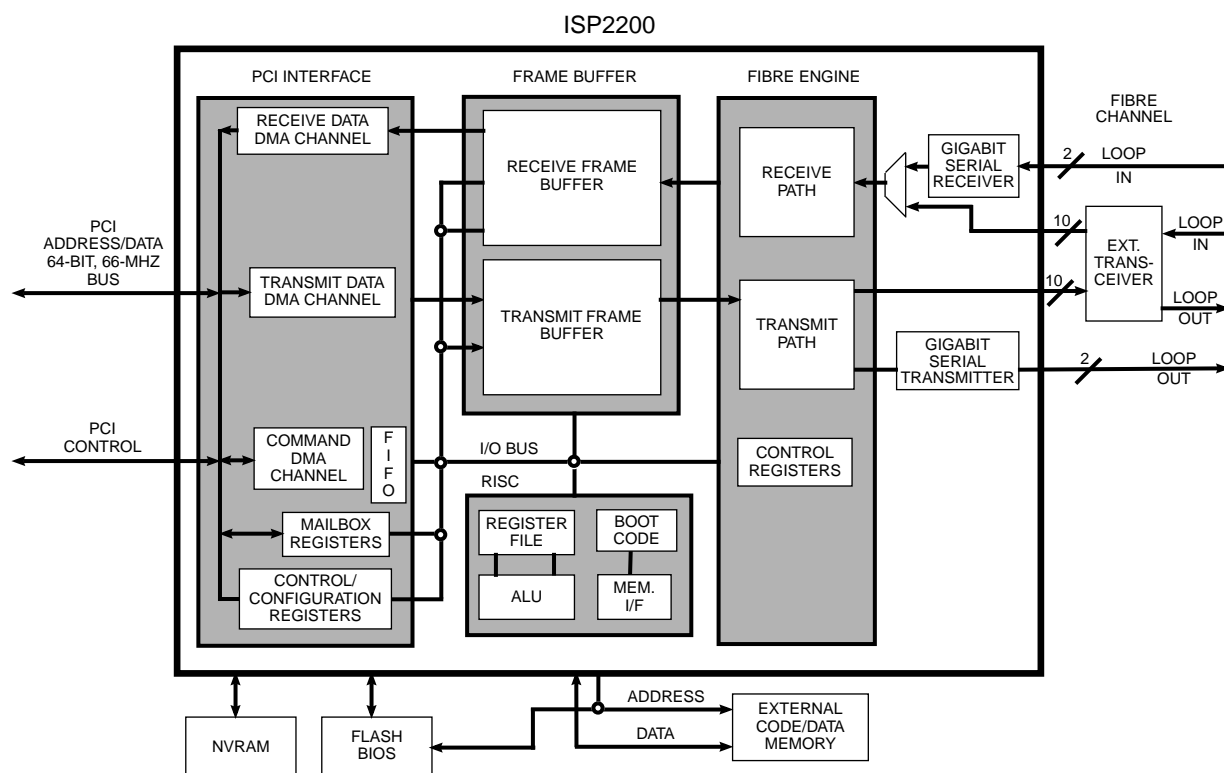 ISP2200
PCI INTERFACE
FRAME BUFFER
FIBRE ENGINE
RECEIVE DATA
DMA CHANNEL
RECEIVE FRAME
BUFFER
RECEIVE
PATH
GIGABIT
SERIAL
RECEIVER
FIBRE
CHANNEL
2
LOOP
IN
10
LOOP
IN
EXT.
TRANS-
CEIVER
10
LOOP
OUT
PCI
ADDRESS/DATA
64-BIT, 66-MHZ
BUS
TRANSMIT DATA
DMA CHANNEL
TRANSMIT FRAME
BUFFER
TRANSMIT
PATH
GIGABIT
SERIAL
TRANSMITTER
2
LOOP
OUT
PCI
CONTROL
COMMAND
DMA
CHANNEL
F
I
F
O
I/O BUS
CONTROL
REGISTERS
RISC
MAILBOX
REGISTERS
REGISTER
FILE
BOOT
CODE
CONTROL/
CONFIGURATION
REGISTERS
ALU
MEM.
I/F
NVRAM
FLASH
BIOS
ADDRESS
DATA
EXTERNAL
CODE/DATA
MEMORY